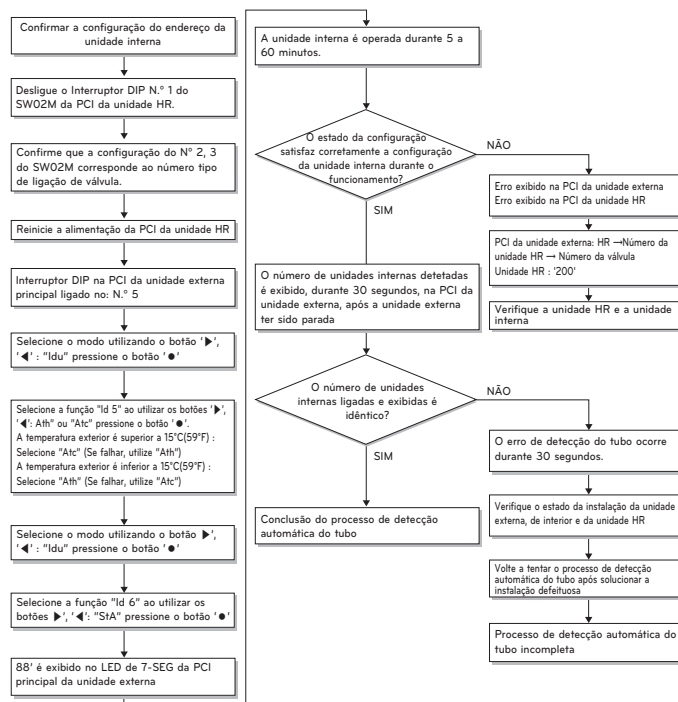 Confirmar a configuração do endereço da
unidade interna
Desligue o Interruptor DIP N.º 1 do
SW02M da PCI da unidade HR.
Confirme que a configuração do Nº 2, 3
do SW02M corresponde ao número tipo
de ligação de válvula.
Reinicie a alimentação da PCI da unidade HR
Interruptor DIP na PCI da unidade externa
principal ligado no: N.º 5
Selecione o modo utilizando o botão '▶',
'◀' : "Idu" pressione o botão '●'
Selecione a função "Id 5" ao utilizar os botões '▶',
'◀': Ath" ou "Atc" pressione o botão '●'.
A temperatura exterior é superior a 15°C(59°F) :
Selecione "Atc" (Se falhar, utilize "Ath")
A temperatura exterior é inferior a 15°C(59°F) :
Selecione "Ath" (Se falhar, utilize "Atc")
Selecione o modo utilizando o botão ▶',
'◀' : "Idu" pressione o botão '●'
Selecione a função "Id 6" ao utilizar os
botões ▶', '◀': "StA" pressione o botão '●'
88' é exibido no LED de 7-SEG da PCI
principal da unidade externa
A unidade interna é operada durante 5 a
60 minutos.
O estado da configuração
satisfaz corretamente a configuração
da unidade interna durante o
funcionamento?
NÃO
SIM
Erro exibido na PCI da unidade externa
Erro exibido na PCI da unidade HR
PCI da unidade externa: HR →Número da
unidade HR → Número da válvula
Unidade HR : '200'
Verifique a unidade HR e a unidade
interna
O número de unidades internas detetadas
é exibido, durante 30 segundos, na PCI da
unidade externa, após a unidade externa
ter sido parada
O número de unidades
internas ligadas e exibidas é
idêntico?
NÃO
SIM
O erro de detecção do tubo ocorre
durante 30 segundos.
Verifique o estado da instalação da unidade
externa, de interior e da unidade HR
Volte a tentar o processo de detecção
automática do tubo após solucionar a
instalação defeituosa
Processo de detecção automática do
tubo incompleta
Conclusão do processo de detecção
automática do tubo